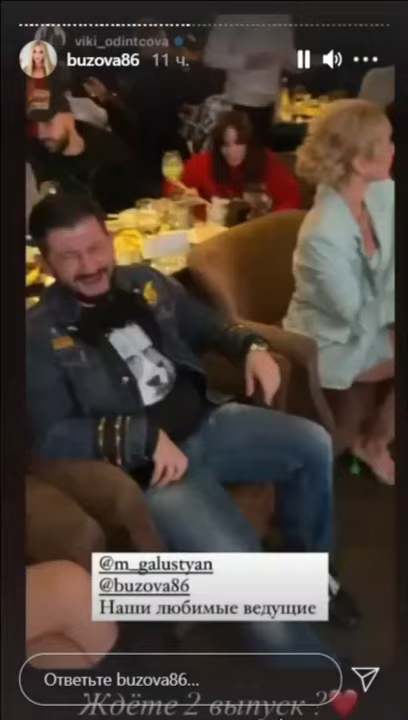 viki_odintcova
buzova86 11 ч.
@m_galustyan
@buzova86
Наши любимые ведущие
Ответьте buzova86...
Ждёте 2 выпуск ?